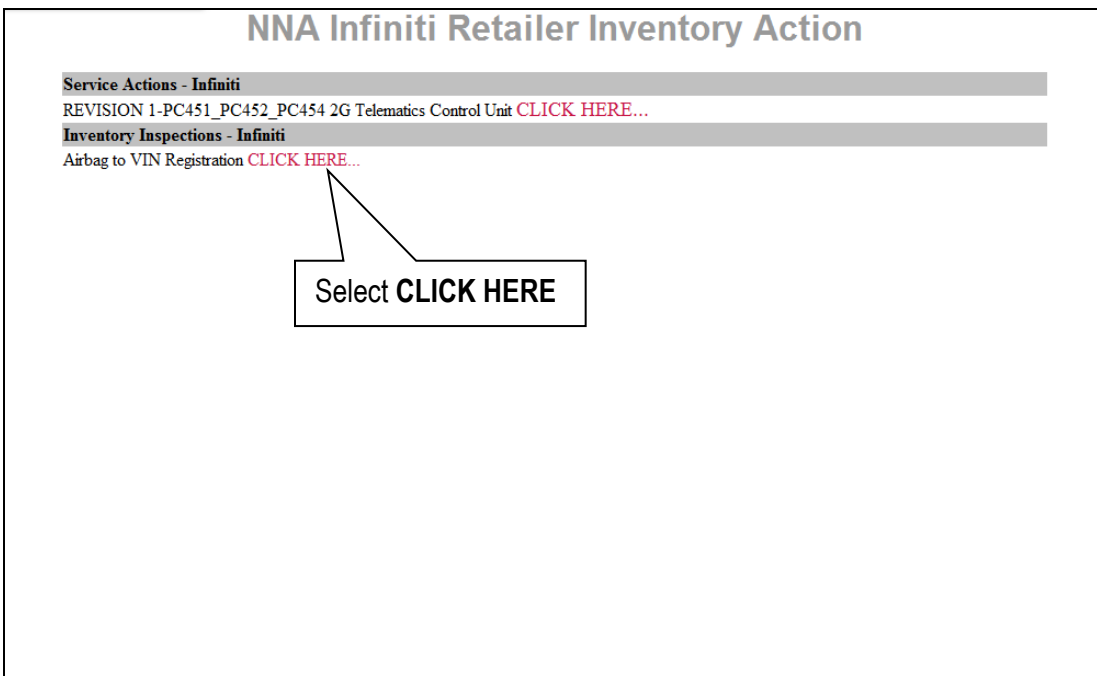 NNA Infiniti Retailer Inventory Action
Service Actions - Infiniti
REVISION 1-PC451_PC452_PC454 2G Telematics Control Unit CLICK HERE...
Inventory Inspections - Infiniti
Airbag to VIN Registration CLICK HERE...
Select CLICK HERE